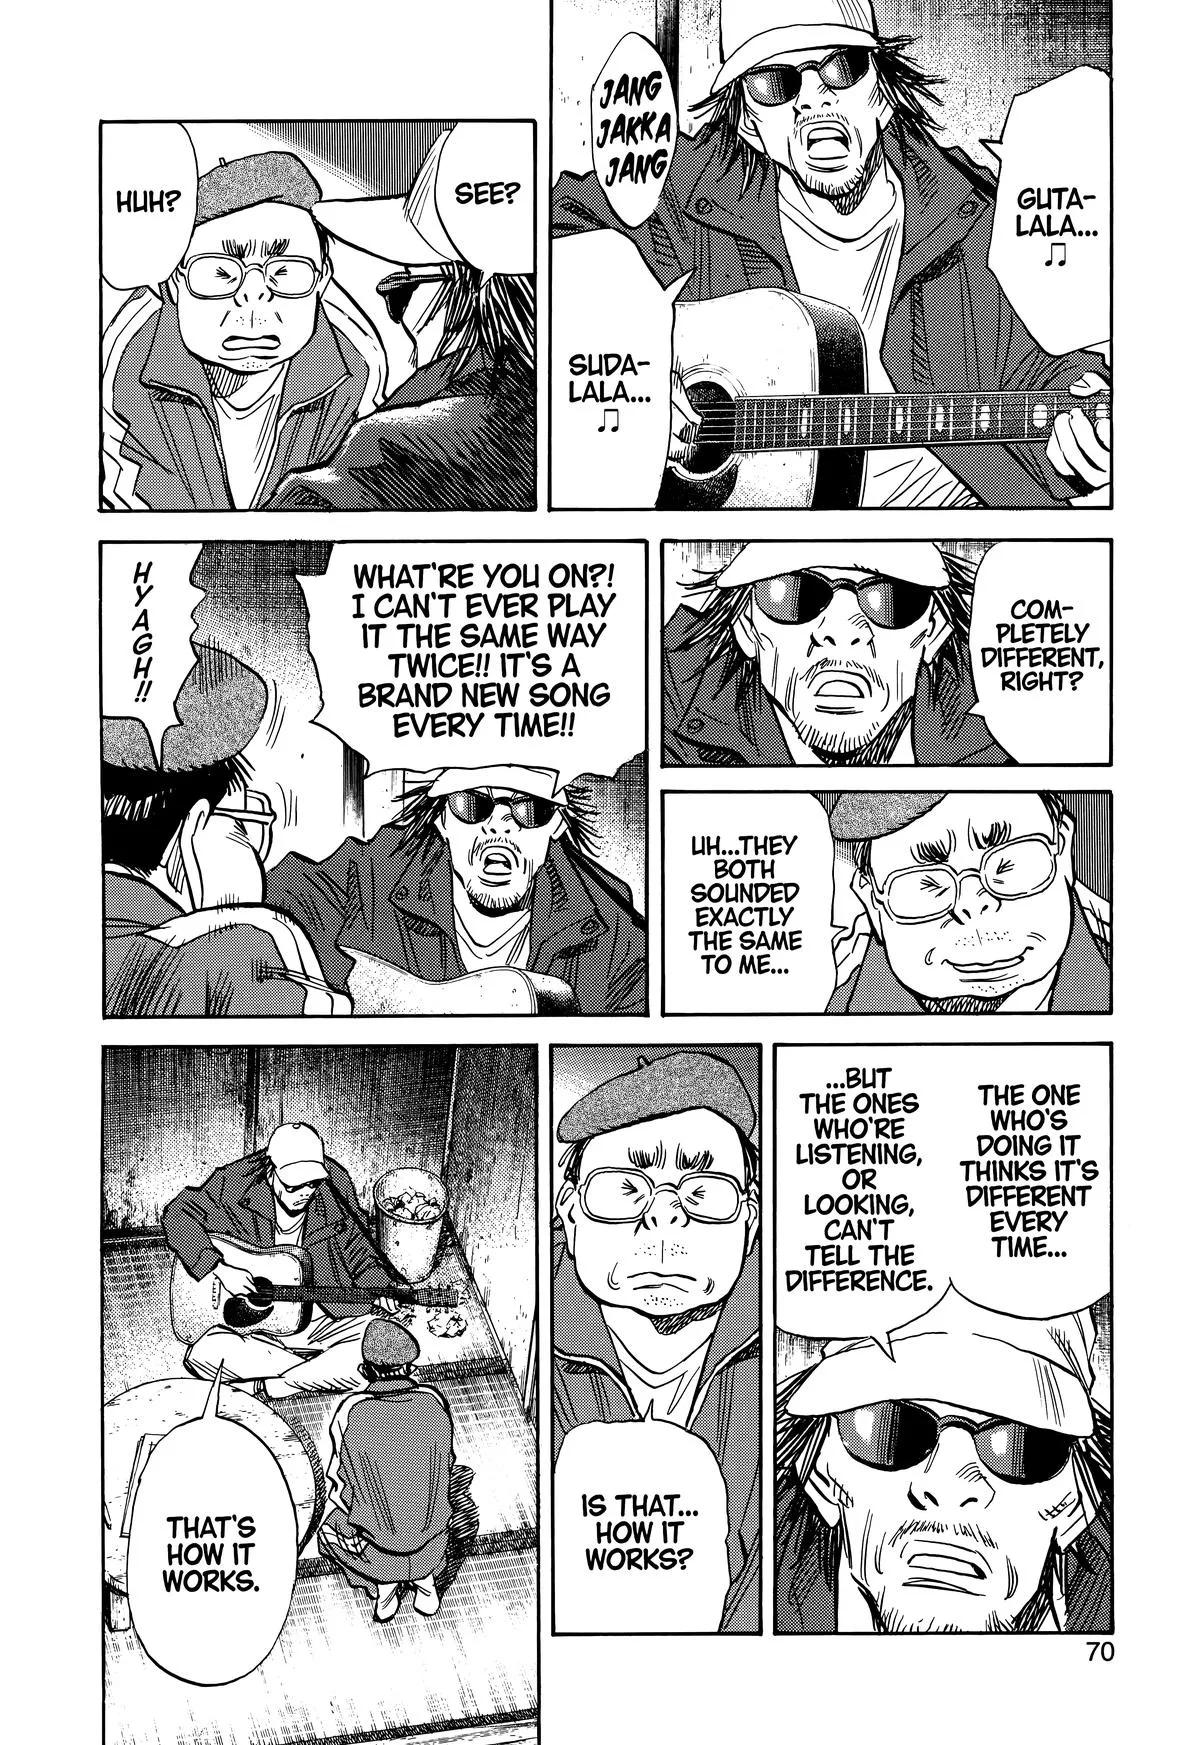 JANG
JAKKA
JANG
GUTA-
LALA...
♫
SUDA-
LALA...
♫
SEE?
HUH?
COM-
PLETELY
DIFFERENT,
RIGHT?
UH...THEY
BOTH
SOUNDED
EXACTLY
THE SAME
TO ME...
WHAT'RE YOU ON?!
I CAN'T EVER PLAY
IT THE SAME WAY
TWICE!! IT'S A
BRAND NEW SONG
EVERY TIME!!
HYAGH!!
THE ONE
WHO'S
DOING IT
THINKS IT'S
DIFFERENT
EVERY
TIME...
...BUT
THE ONES
WHO'RE
LISTENING,
OR
LOOKING,
CAN'T
TELL THE
DIFFERENCE.
IS THAT...
HOW IT
WORKS?
THAT'S
HOW IT
WORKS.
70